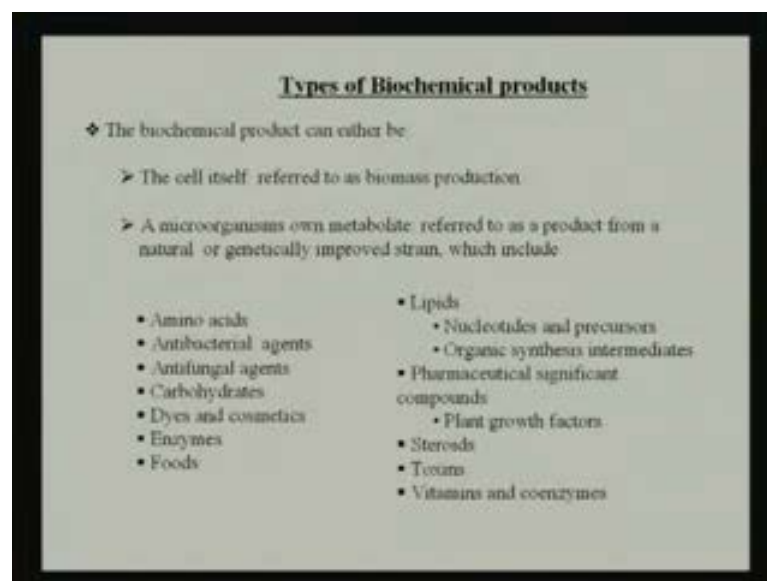 Types of Biochemical products
❖ The biochemical product can either be
➢ The cell itself referred to as biomass production
➢ A microorganisms own metabolite referred to as a product from a
natural or genetically improved strain, which include
▪ Amino acids
▪ Antibacterial agents
▪ Antifungal agents
▪ Carbohydrates
▪ Dyes and cosmetics
▪ Enzymes
▪ Foods
▪ Lipids
• Nucleotides and precursors
• Organic synthesis intermediates
▪ Pharmaceutical significant
compounds
• Plant growth factors
▪ Steroids
▪ Toxins
▪ Vitamins and coenzymes